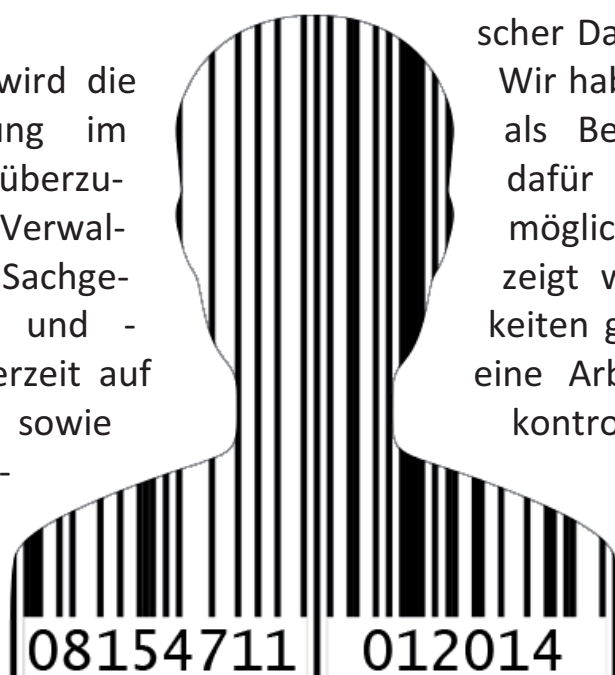 wird die
ung im
überzu-
Verwal-
Sachge-
und -
erzeit auf
sowie
-
scher Da
Wir hab
als Be
dafür
möglic
zeigt w
keiten g
eine Arb
kontro
08154711 012014